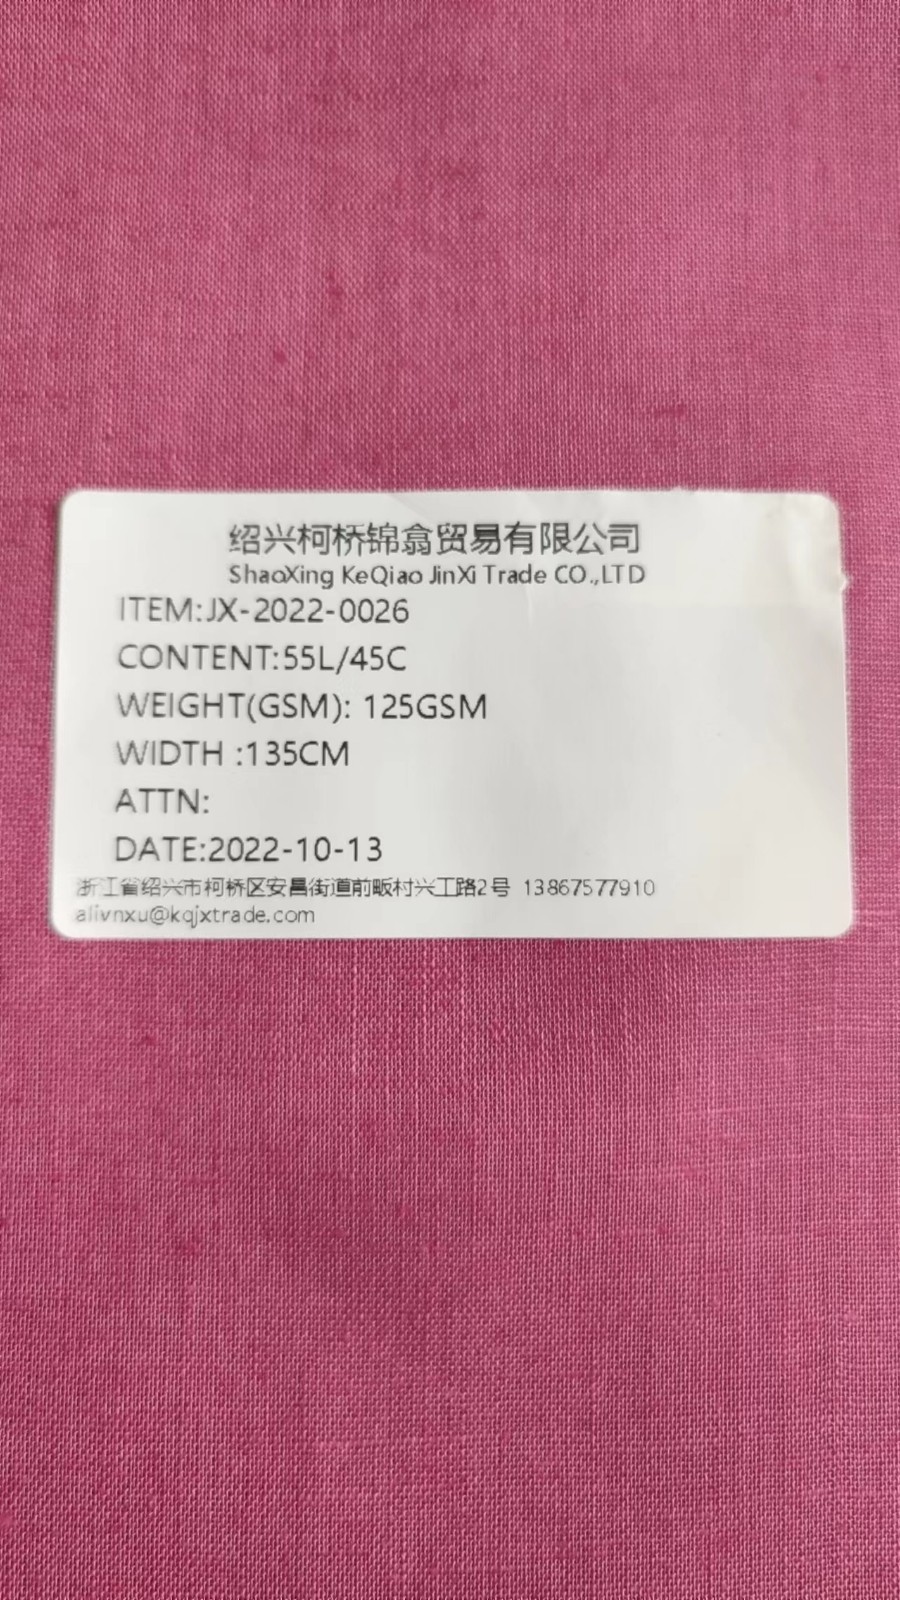 绍兴柯桥锦翕贸易有限公司
ShaoXing KeQiao JinXi Trade CO.,LTD
ITEM:JX-2022-0026
CONTENT:55L/45C
WEIGHT(GSM): 125GSM
WIDTH :135CM
ATTN:
DATE:2022-10-13
浙江省绍兴市柯桥区安昌街道前畈村兴工路2号 13867577910
alivnxu@kqjxtrade.com